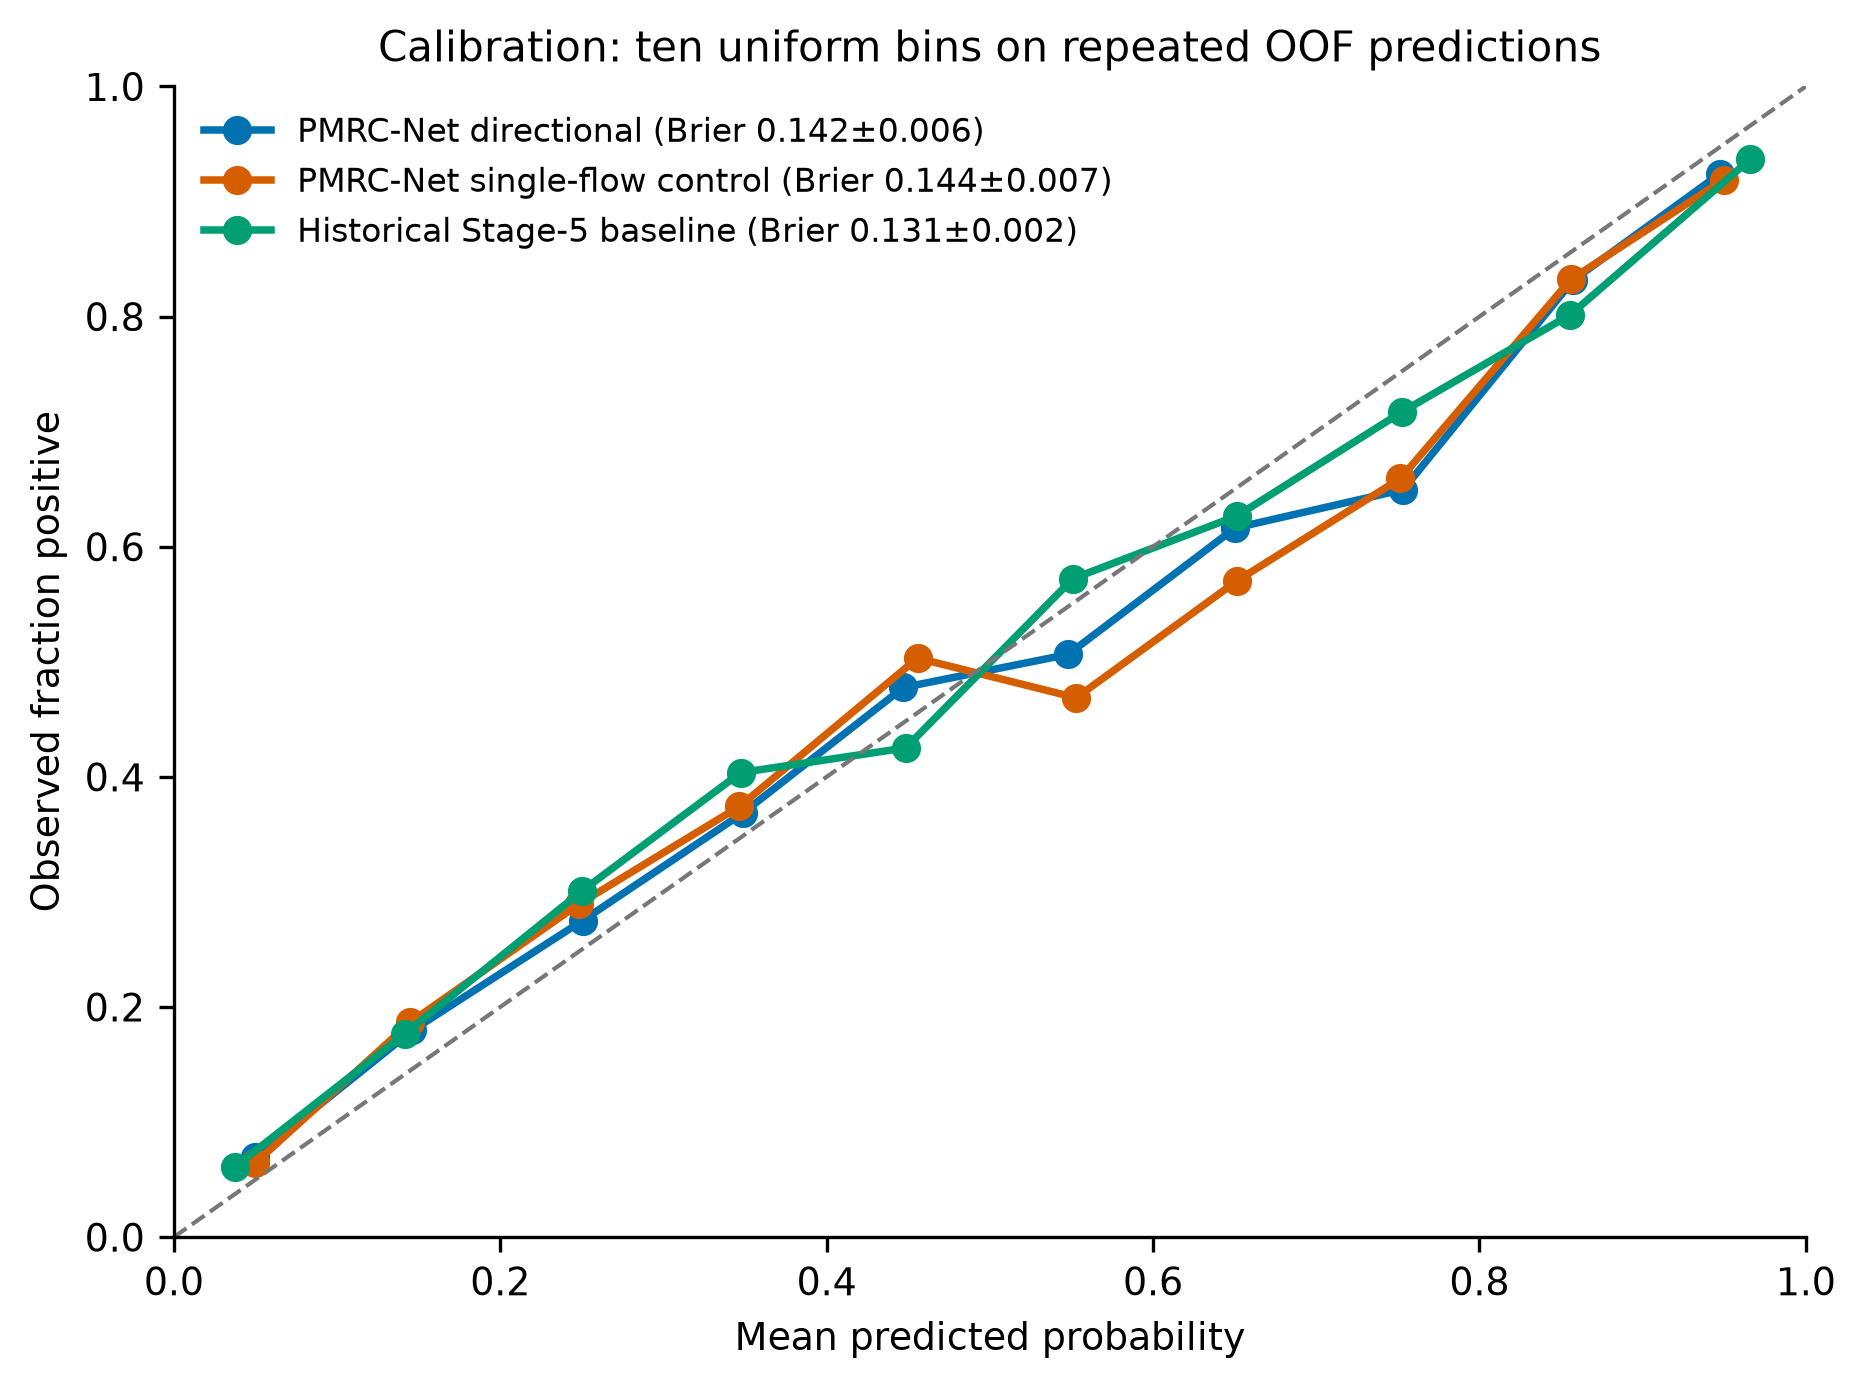 Calibration: ten uniform bins on repeated OOF predictions
1.0
PMRC-Net directional (Brier 0.142±0.006)
PMRC-Net single-flow control (Brier 0.144±0.007)
Historical Stage-5 baseline (Brier 0.131±0.002)
0.8
0.6
0.4
0.2
0.0
Observed fraction positive
0.0 0.2 0.4 0.6 0.8 1.0
Mean predicted probability